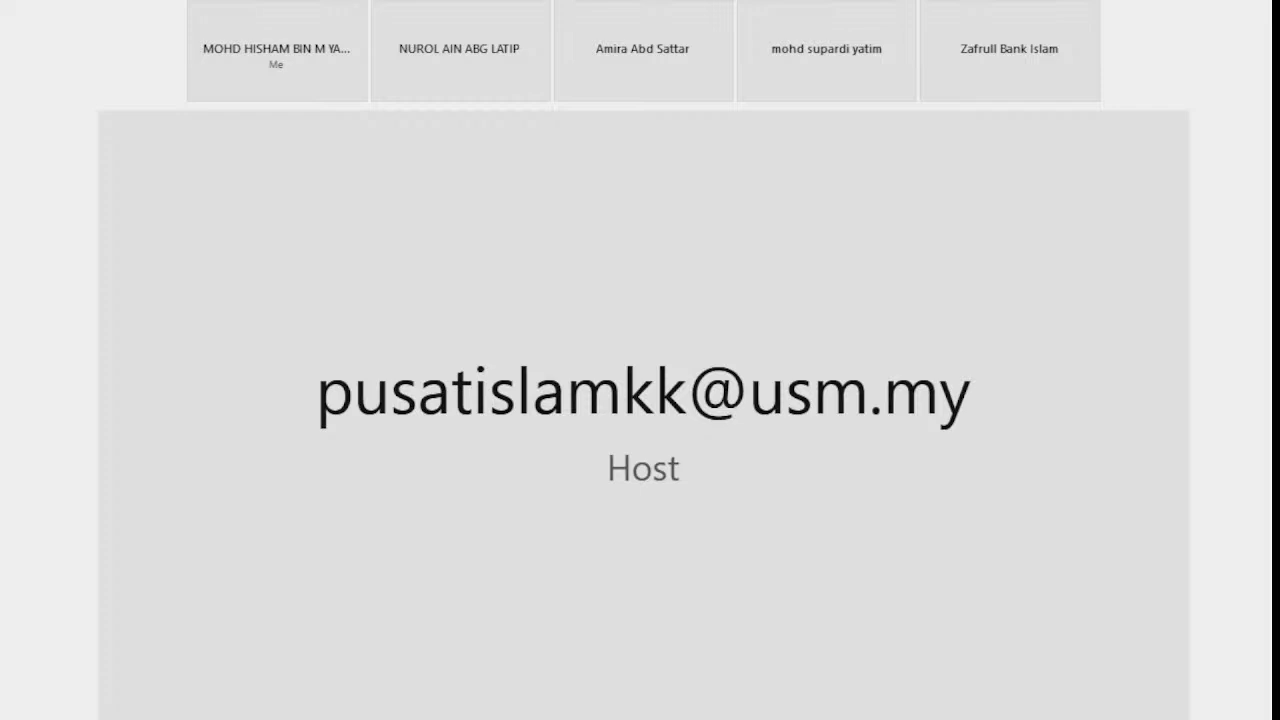 MOHD HISHAM BIN M YA...
Me
NUROL AIN ABG LATIP
Amira Abd Sattar
mohd supardi yatim
Zafrull Bank Islam
pusatislamkk@usm.my
Host